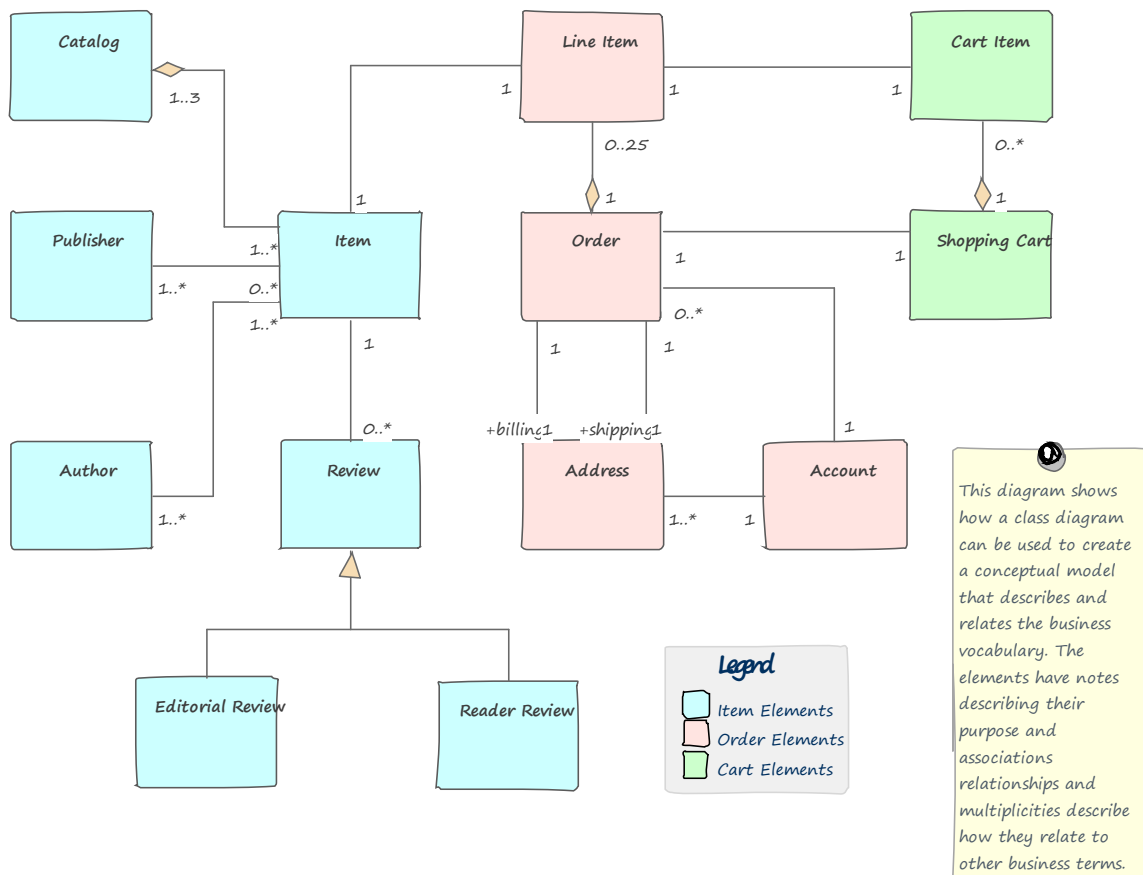 Catalog
Line Item
Cart Item
1..3
1
1
1
0..25
0..*
1
1
1
Publisher
Item
Order
Shopping Cart
1..*
1
1
1..*
0..*
1..*
0..*
1
1
1
+billing 1
+shipping 1
0..*
1
Author
Review
Address
Account
1..*
1..*
1
Editorial Review
Reader Review
Legend
Item Elements
Order Elements
Cart Elements
This diagram shows
how a class diagram
can be used to create
a conceptual model
that describes and
relates the business
vocabulary. The
elements have notes
describing their
purpose and
associations
relationships and
multiplicities describe
how they relate to
other business terms.